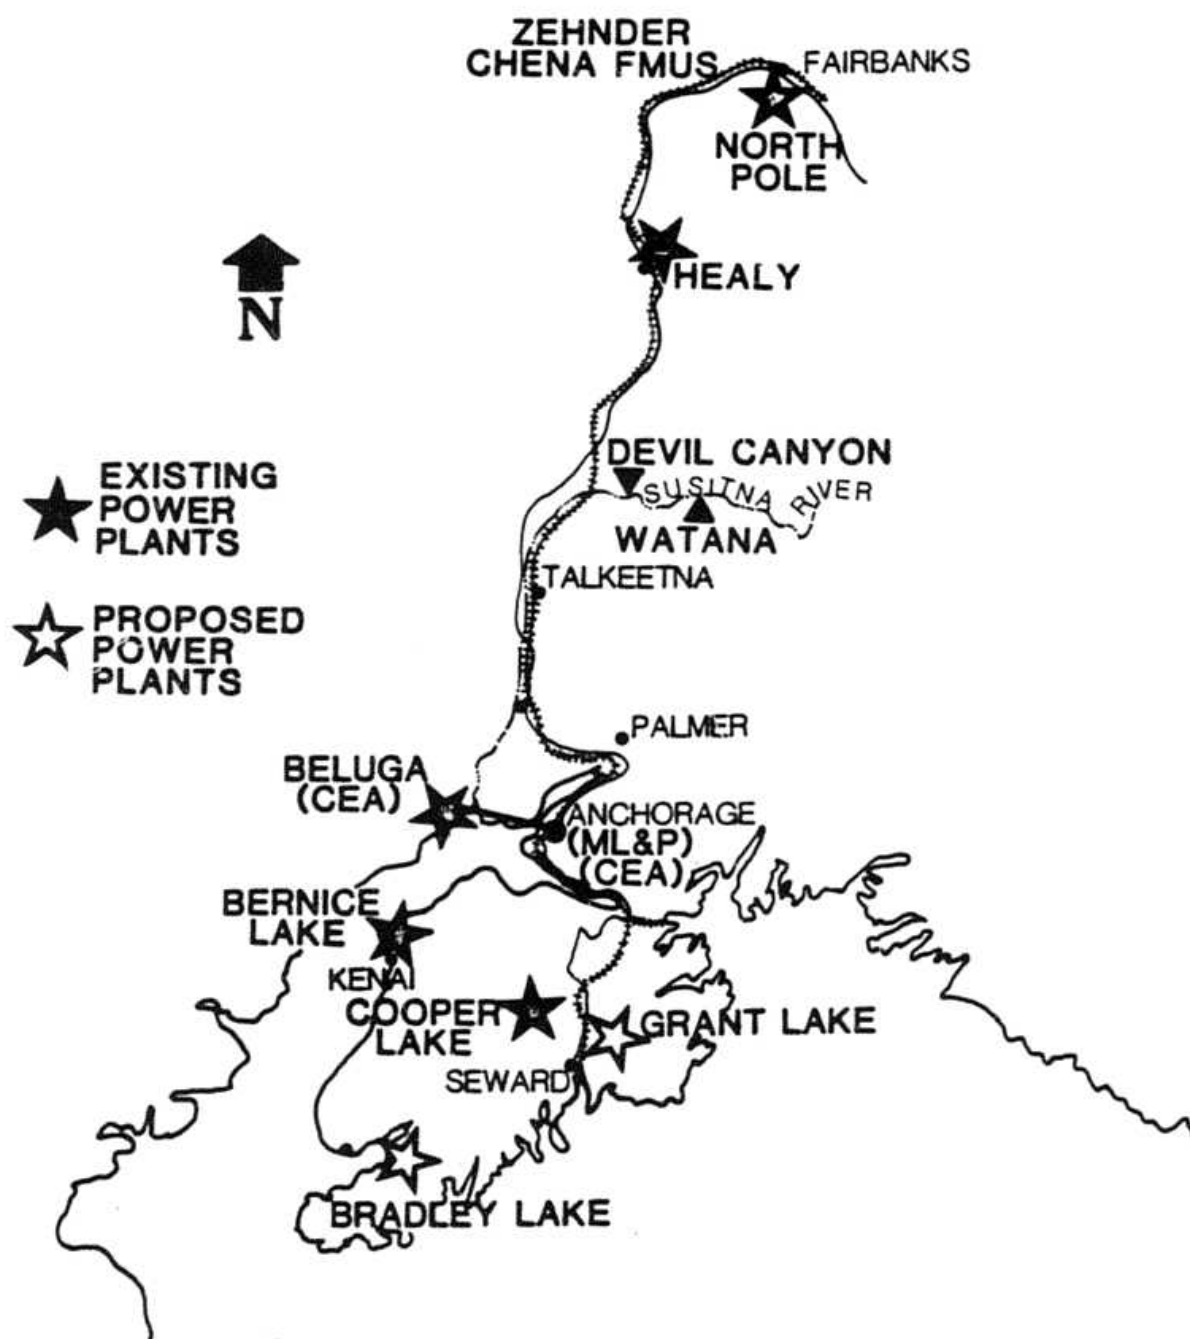 ZEHNDER
CHENA FMUS
FAIRBANKS
NORTH
POLE
HEALY
N
EXISTING
POWER
PLANTS
DEVIL CANYON
SUSITNA RIVER
WATANA
TALKEETNA
PROPOSED
POWER
PLANTS
PALMER
BELUGA
(CEA)
ANCHORAGE
(ML&P)
(CEA)
BERNICE
LAKE
KENAI
COOPER
LAKE
GRANT LAKE
SEWARD
BRADLEY LAKE